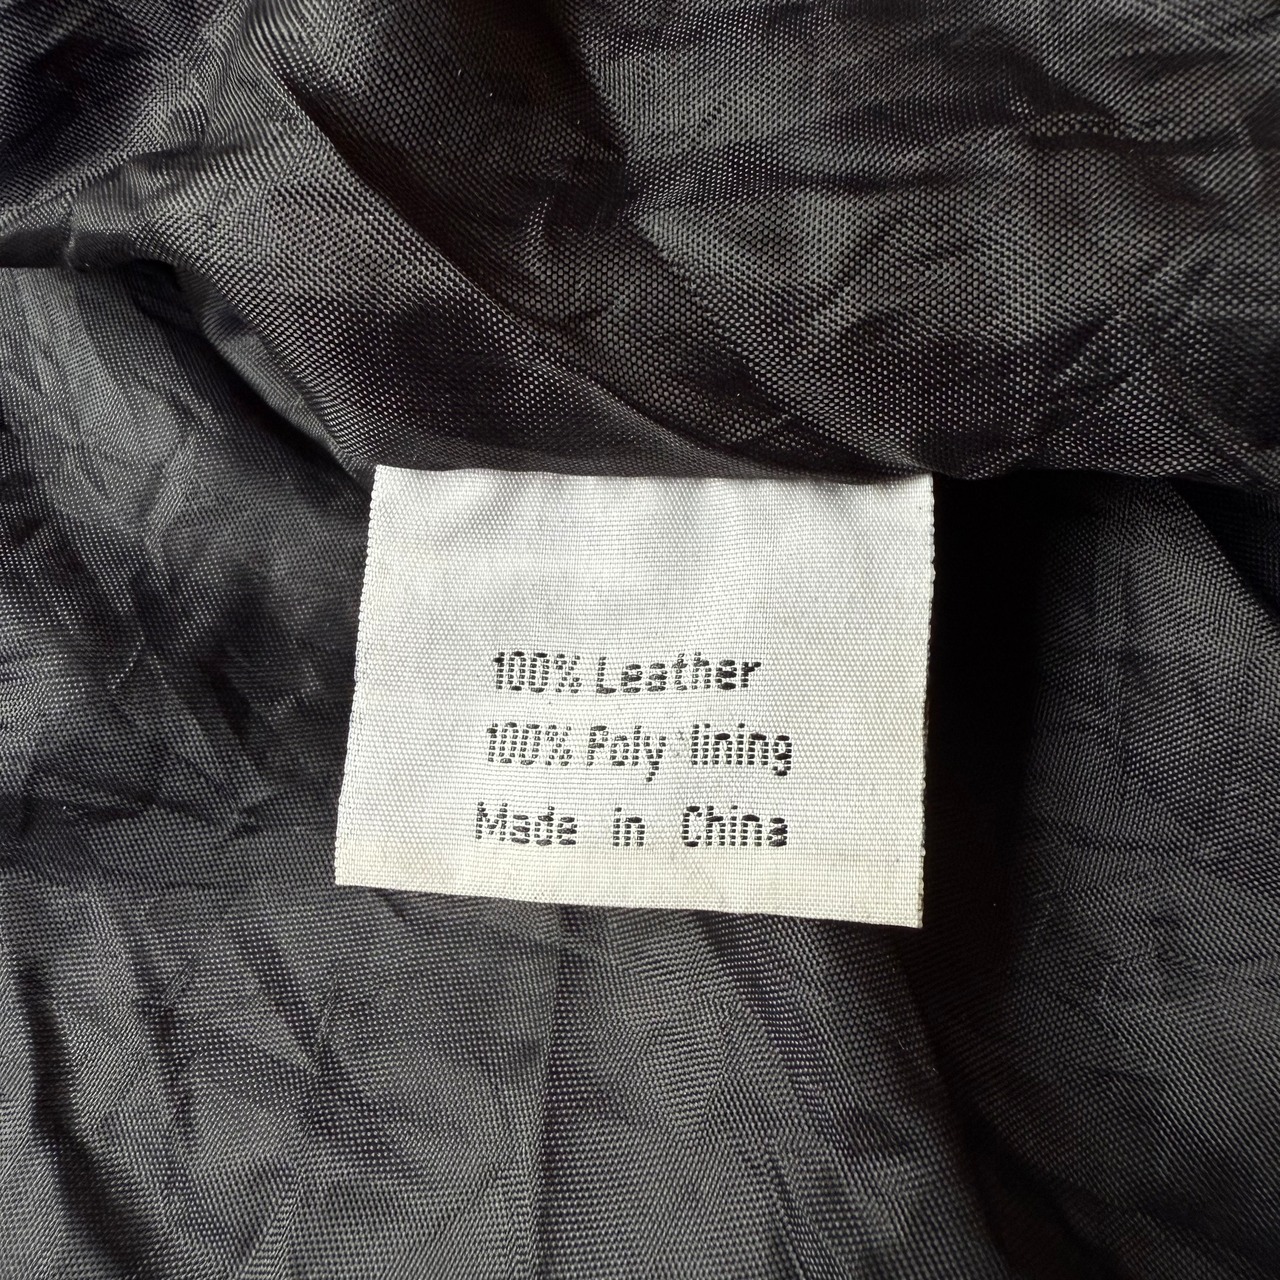 100% Leather
100% Poly lining
Made in China